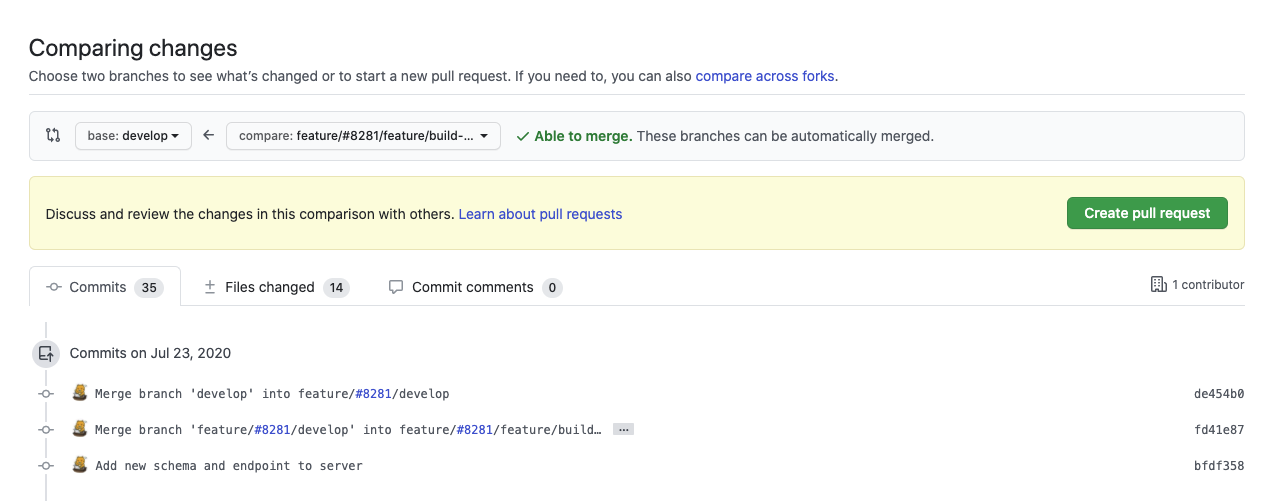 Comparing changes
Choose two branches to see what's changed or to start a new pull request. If you need to, you can also compare across forks.
base: develop compare: feature/#8281/feature/build-... Able to merge. These branches can be automatically merged.
Discuss and review the changes in this comparison with others. Learn about pull requests Create pull request
Commits 35 Files changed 14 Commit comments 0 1 contributor
Commits on Jul 23, 2020
Merge branch 'develop' into feature/#8281/develop de454b0
Merge branch 'feature/#8281/develop' into feature/#8281/feature/build… … fd41e87
Add new schema and endpoint to server bfdf358